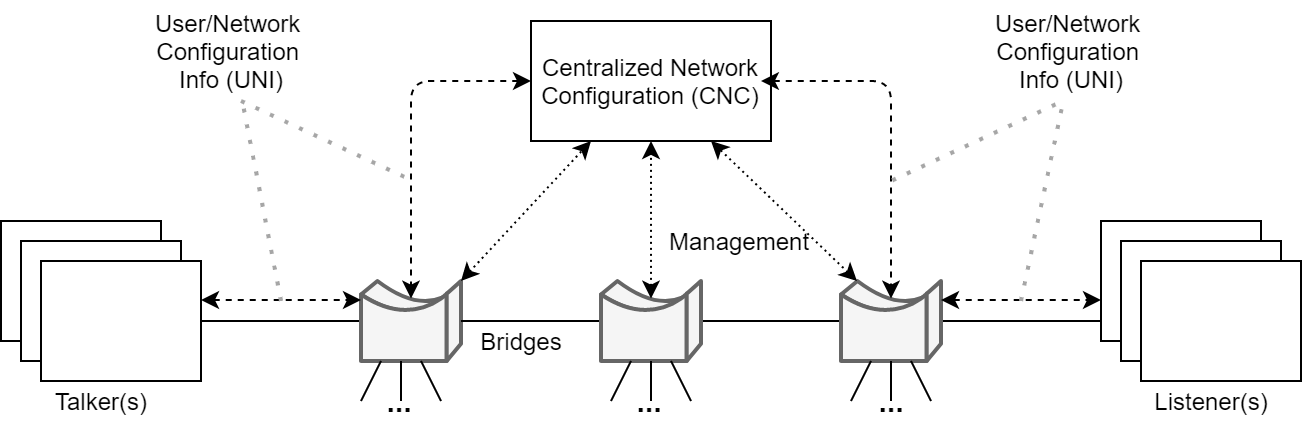 User/Network
Configuration
Info (UNI)
Centralized Network
Configuration (CNC)
User/Network
Configuration
Info (UNI)
Management
Bridges
Talker(s)
...
...
...
Listener(s)